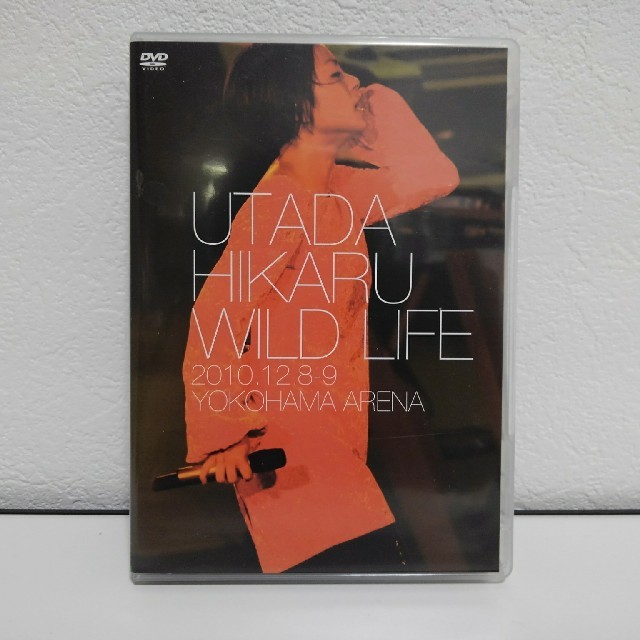 DVD
VIDEO
UTADA
HIKARU
WILD LIFE
2010.12.8-9
YOKOHAMA ARENA